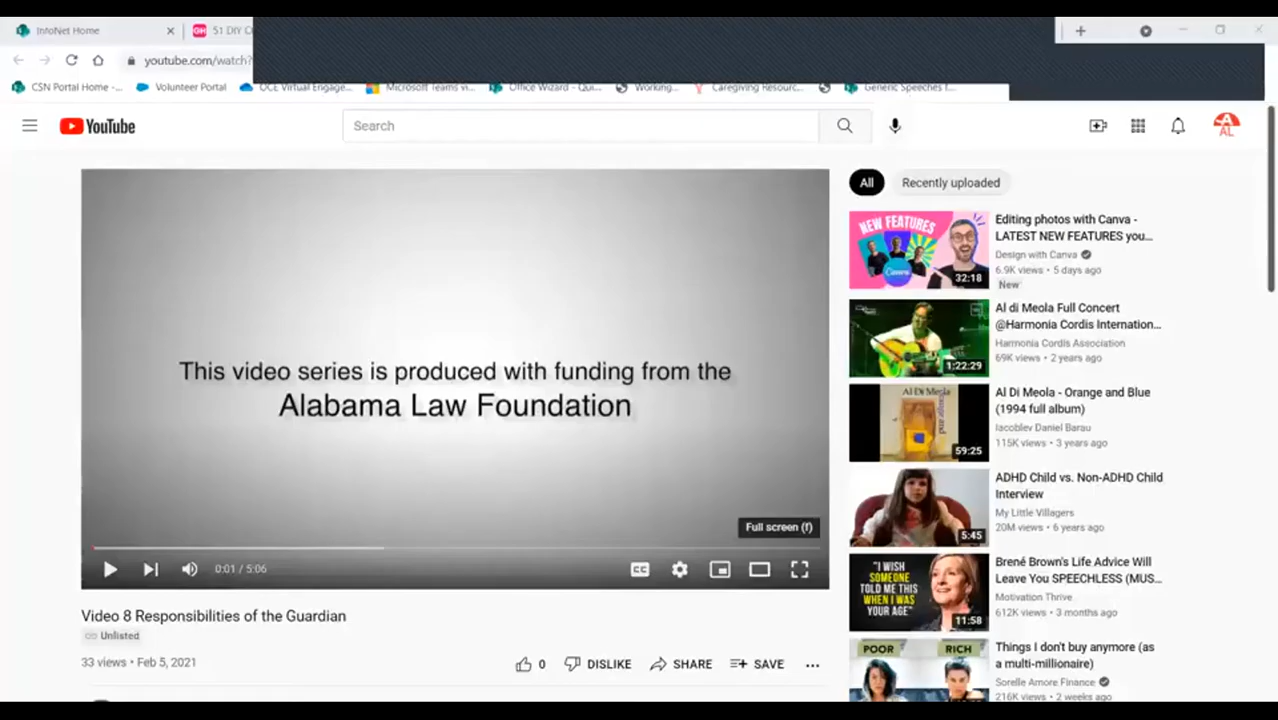 InfoNet Home
51 DIY
youtube.com/watch?
CSN Portal Home -...
Volunteer Portal
OCE Virtual Engage...
Microsoft Teams vi...
Office Wizard - Qui...
Working...
Caregiving Resourc...
Generic Speeches f...
YouTube
Search
AL
All
Recently uploaded
This video series is produced with funding from the
Alabama Law Foundation
Full screen (f)
0:01 / 5:06
CC
Video 8 Responsibilities of the Guardian
Unlisted
33 views • Feb 5, 2021
0
DISLIKE
SHARE
SAVE
NEW FEATURES
Canva
32:18
Editing photos with Canva -
LATEST NEW FEATURES you...
Design with Canva
6.9K views • 5 days ago
New
1:22:29
Al di Meola Full Concert
@Harmonia Cordis Internation...
Harmonia Cordis Association
69K views • 2 years ago
Al Di Meola
59:25
Al Di Meola - Orange and Blue
(1994 full album)
Iacoblev Daniel Barau
115K views • 3 years ago
5:45
ADHD Child vs. Non-ADHD Child
Interview
My Little Villagers
20M views • 6 years ago
"I WISH
SOMEONE
TOLD ME THIS
WHEN I WAS
YOUR AGE"
11:58
Brené Brown's Life Advice Will
Leave You SPEECHLESS (MUS...
Motivation Thrive
612K views • 3 months ago
POOR
RICH
Things I don't buy anymore (as
a multi-millionaire)
Sorelle Amore Finance
216K views • 2 weeks ago